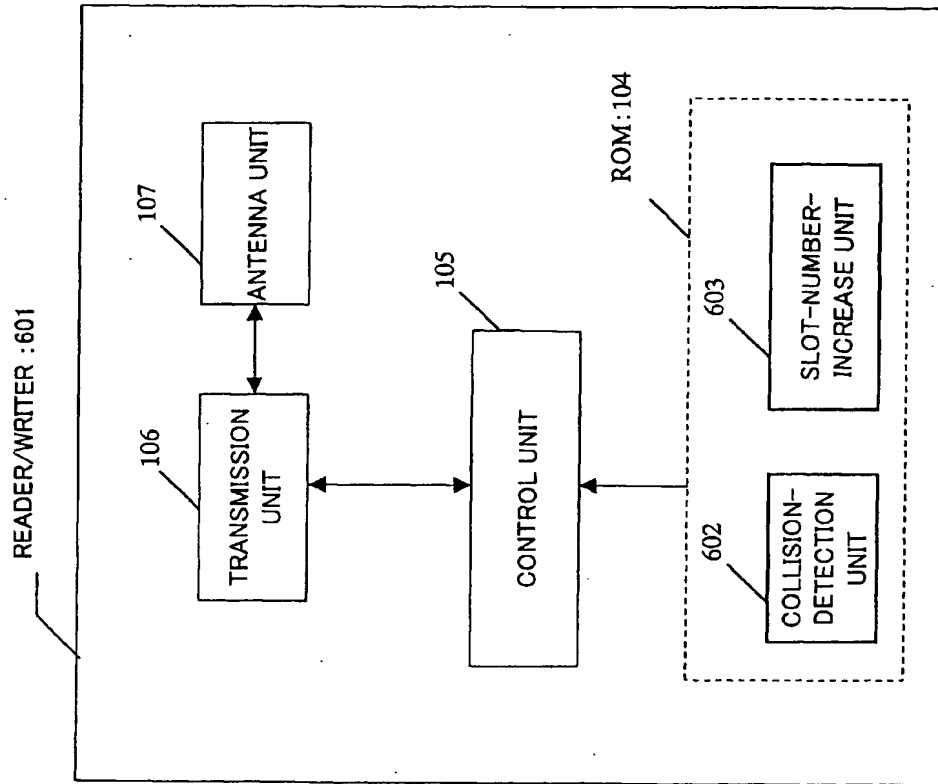 READER/WRITER :601
107
ANTENNA UNIT
106
TRANSMISSION
UNIT
105
CONTROL UNIT
ROM:104
603
SLOT-NUMBER-
INCREASE UNIT
602
COLLISION-
DETECTION
UNIT